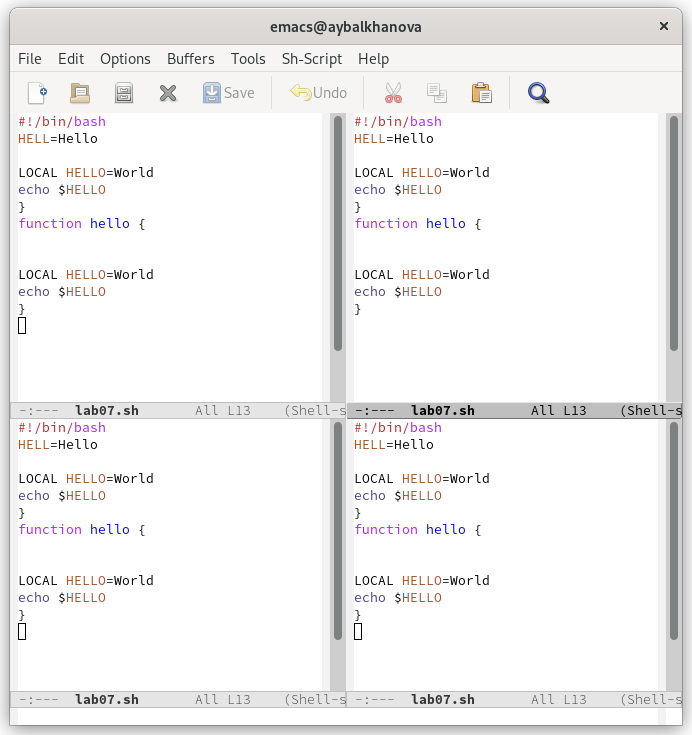 emacs@aybalkhanova
File Edit Options Buffers Tools Sh-Script Help
Save Undo
#!/bin/bash
HELL=Hello
LOCAL HELLO=World
echo $HELLO
}
function hello {
LOCAL HELLO=World
echo $HELLO
}
-:--- lab07.sh All L13 (Shell-s
#!/bin/bash
HELL=Hello
LOCAL HELLO=World
echo $HELLO
}
function hello {
LOCAL HELLO=World
echo $HELLO
}
-:--- lab07.sh All L13 (Shell-s
#!/bin/bash
HELL=Hello
LOCAL HELLO=World
echo $HELLO
}
function hello {
LOCAL HELLO=World
echo $HELLO
}
-:--- lab07.sh All L13 (Shell-s
#!/bin/bash
HELL=Hello
LOCAL HELLO=World
echo $HELLO
}
function hello {
LOCAL HELLO=World
echo $HELLO
}
-:--- lab07.sh All L13 (Shell-s